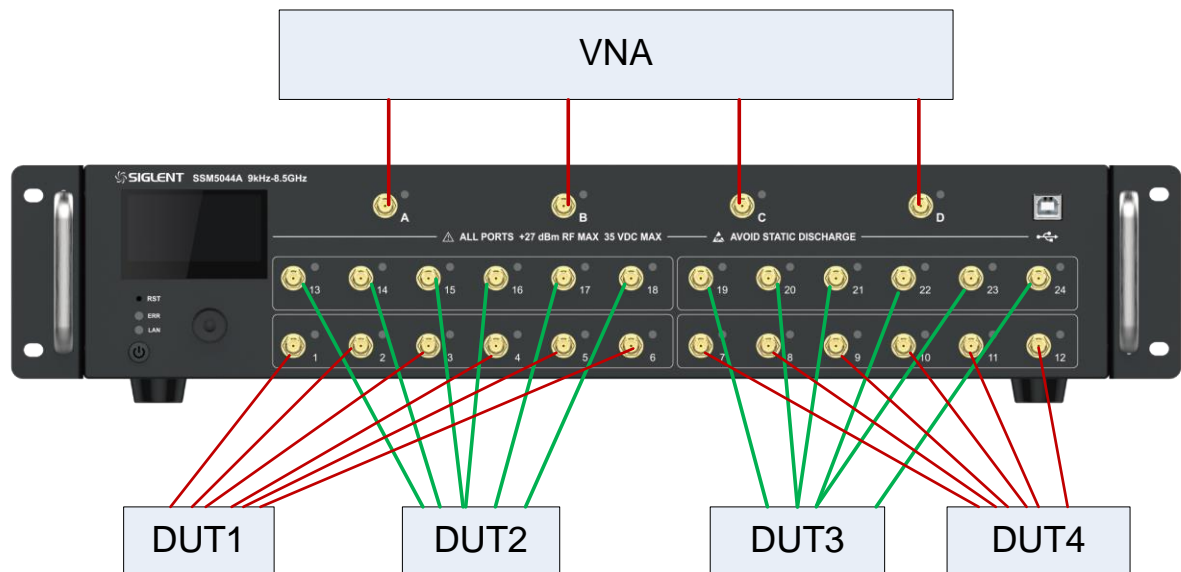 VNA
SIGLENT SSM5044A 9kHz-8.5GHz
A B C D
⚠ ALL PORTS +27 dBm RF MAX 35 VDC MAX AVOID STATIC DISCHARGE
13 14 15 16 17 18 19 20 21 22 23 24
RST
ERR
LAN
1 2 3 4 5 6 7 8 9 10 11 12
DUT1 DUT2 DUT3 DUT4